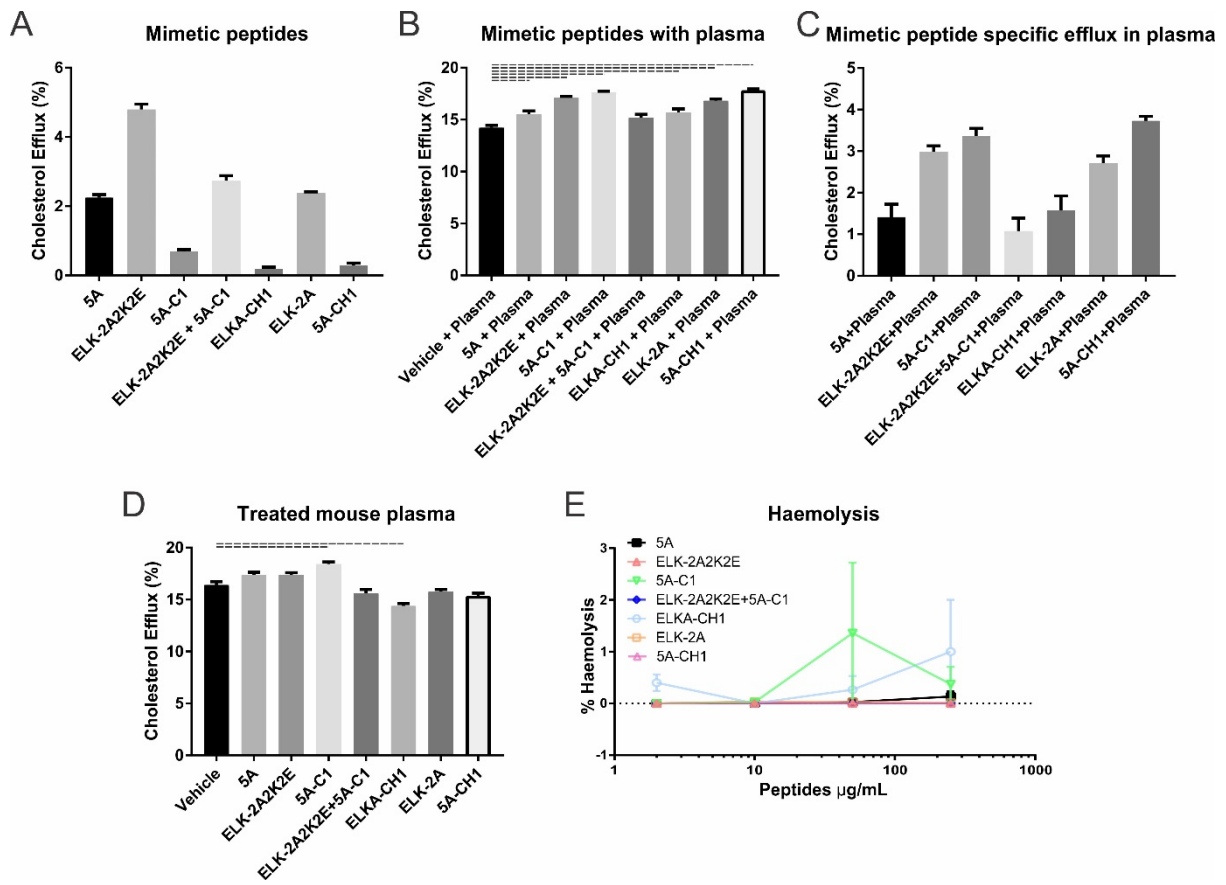 A
Mimetic peptides
Cholesterol Efflux (%)
6
4
2
0
5A
ELK-2A2K2E
5A-C1
ELK-2A2K2E + 5A-C1
ELKA-CH1
ELK-2A
5A-CH1
B
Mimetic peptides with plasma
Cholesterol Efflux (%)
20
15
10
5
0
Vehicle + Plasma
5A + Plasma
ELK-2A2K2E + Plasma
5A-C1 + Plasma
ELK-2A2K2E + 5A-C1 + Plasma
ELKA-CH1 + Plasma
ELK-2A + Plasma
5A-CH1 + Plasma
C
Mimetic peptide specific efflux in plasma
Cholesterol Efflux (%)
5
4
3
2
1
0
5A+Plasma
ELK-2A2K2E+Plasma
5A-C1+Plasma
ELK-2A2K2E+5A-C1+Plasma
ELKA-CH1+Plasma
ELK-2A+Plasma
5A-CH1+Plasma
D
Treated mouse plasma
Cholesterol Efflux (%)
20
15
10
5
0
Vehicle
5A
ELK-2A2K2E
5A-C1
ELK-2A2K2E+5A-C1
ELKA-CH1
ELK-2A
5A-CH1
E
Haemolysis
5A
ELK-2A2K2E
5A-C1
ELK-2A2K2E+5A-C1
ELKA-CH1
ELK-2A
5A-CH1
% Haemolysis
3
2
1
0
-1
1
10
100
1000
Peptides µg/mL